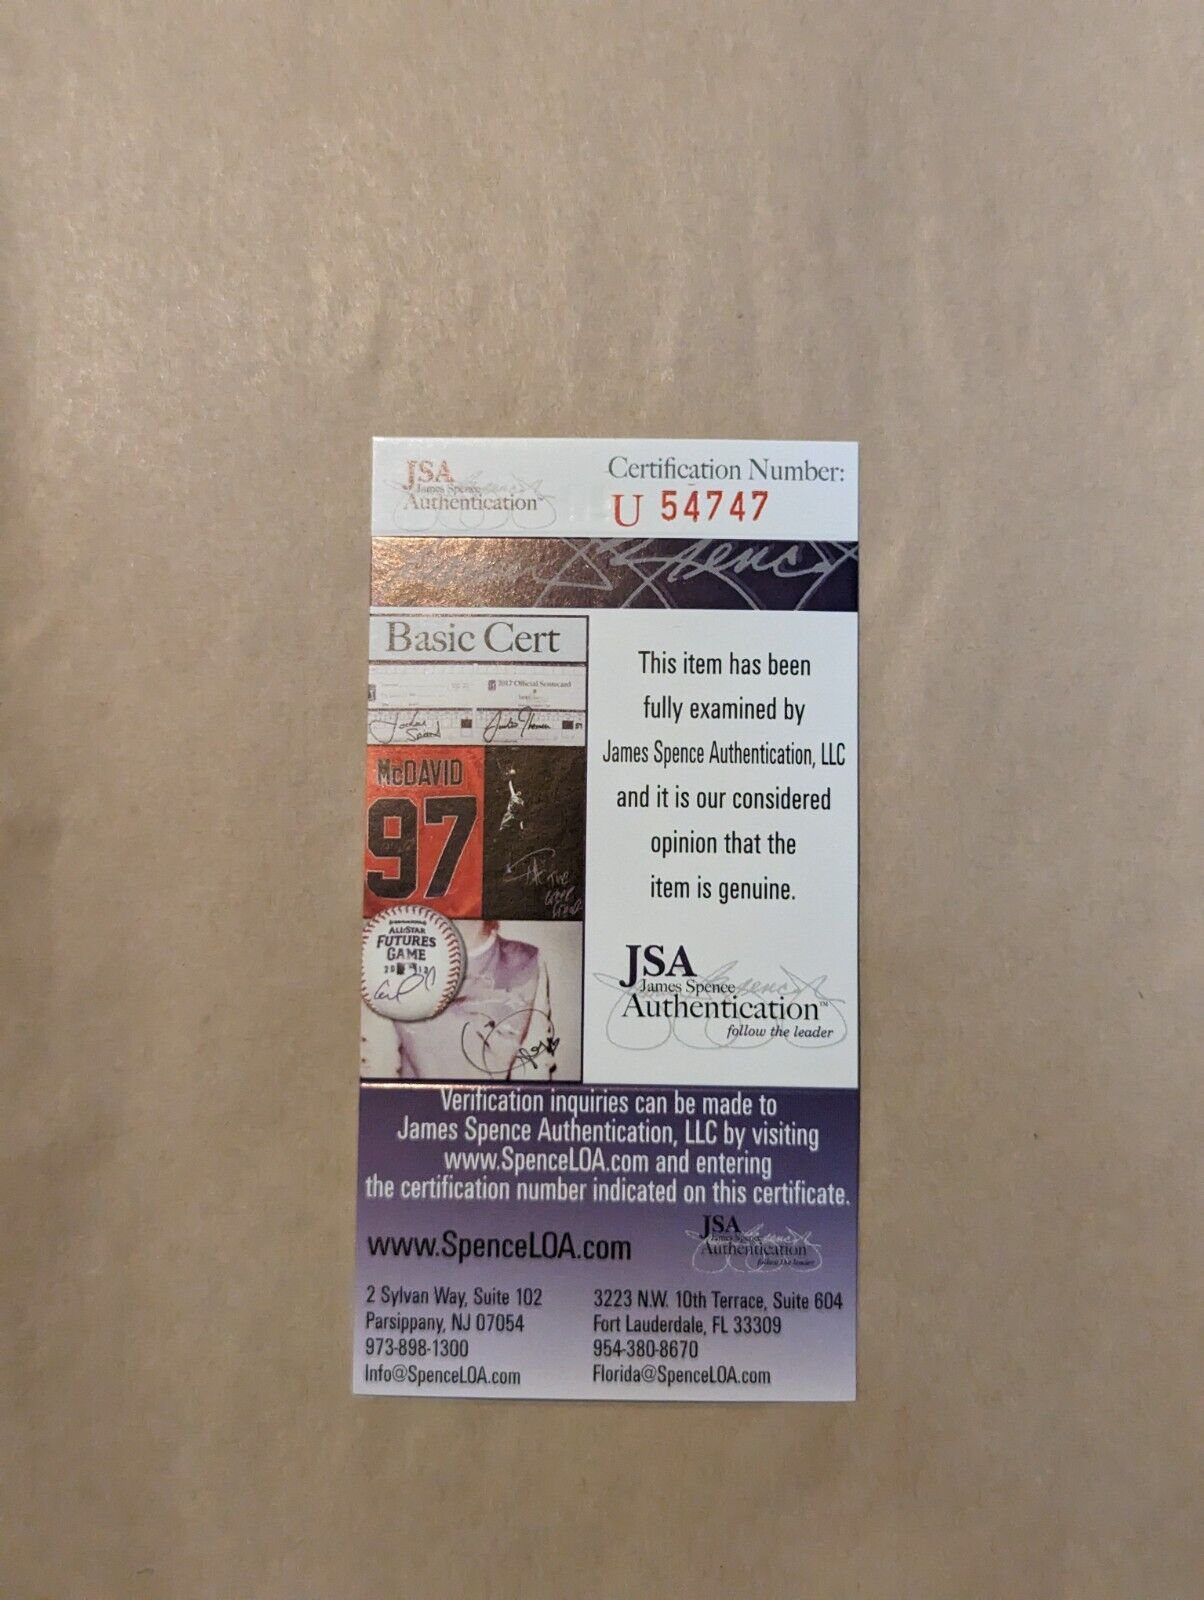 JSA
James Spence
Authentication™
Certification Number:
U 54747
Basic Cert
2017 Official Scorecard
McDAVID
97
ALL★STAR
FUTURES
GAME
This item has been
fully examined by
James Spence Authentication, LLC
and it is our considered
opinion that the
item is genuine.
JSA
James Spence
Authentication™
follow the leader
Verification inquiries can be made to
James Spence Authentication, LLC by visiting
www.SpenceLOA.com and entering
the certification number indicated on this certificate.
www.SpenceLOA.com
JSA
James Spence
Authentication
follow the leader
2 Sylvan Way, Suite 102
Parsippany, NJ 07054
973-898-1300
Info@SpenceLOA.com
3223 N.W. 10th Terrace, Suite 604
Fort Lauderdale, FL 33309
954-380-8670
Florida@SpenceLOA.com